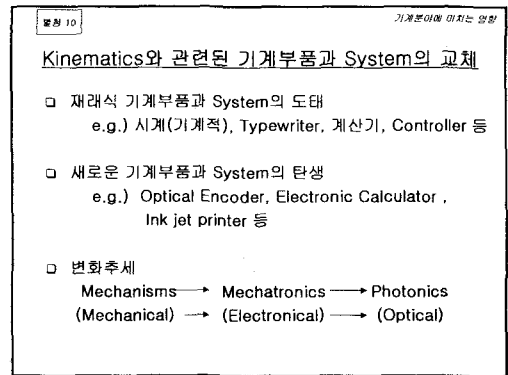 별첨 10
기계분야에 미치는 영향
Kinematics와 관련된 기계부품과 System의 교체
□ 재래식 기계부품과 System의 도태
e.g.) 시계(기계적), Typewriter, 계산기, Controller 등
□ 새로운 기계부품과 System의 탄생
e.g.) Optical Encoder, Electronic Calculator ,
Ink jet printer 등
□ 변화추세
Mechanisms → Mechatronics → Photonics
(Mechanical) → (Electronical) → (Optical)